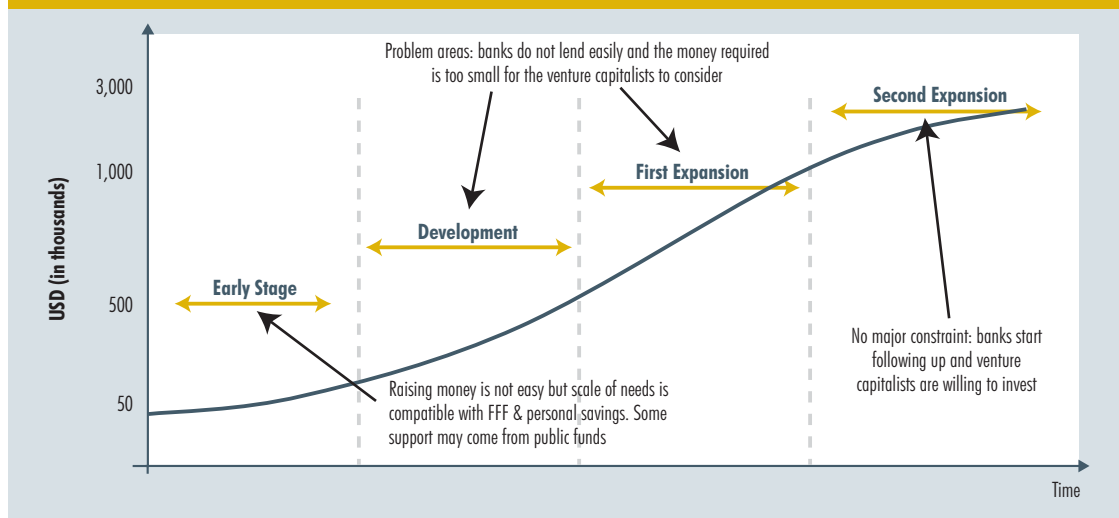 Problem areas: banks do not lend easily and the money required
is too small for the venture capitalists to consider
3,000
Second Expansion
1,000
First Expansion
Development
USD (in thousands)
Early Stage
500
No major constraint: banks start
following up and venture
capitalists are willing to invest
Raising money is not easy but scale of needs is
compatible with FFF & personal savings. Some
support may come from public funds
50
Time